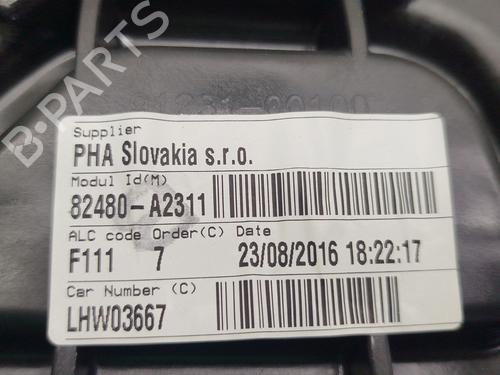 B-PARTS
Supplier
PHA Slovakia s.r.o.
Modul Id(M)
82480-A2311
ALC code Order(C) Date
F111 7 23/08/2016 18:22:17
Car Number (C)
LHW03667